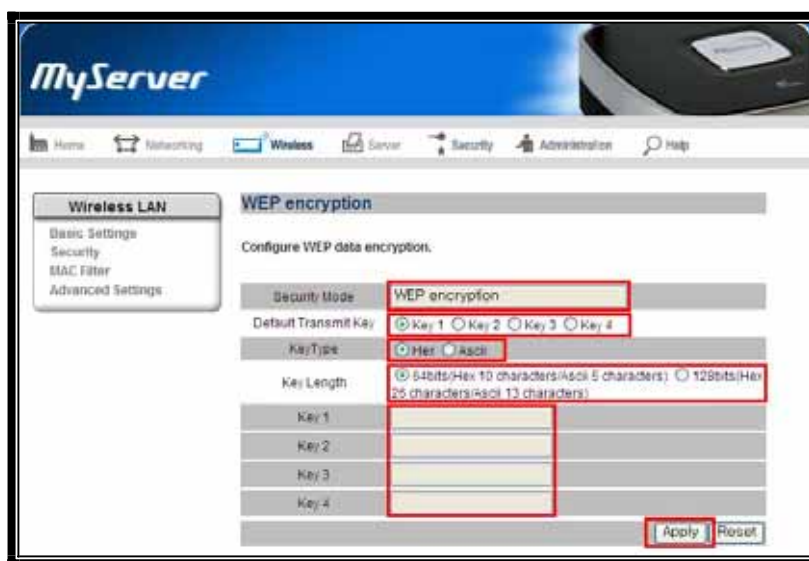 MyServer
Home Networking Wireless Server Security Administration Help
Wireless LAN
Basic Settings
Security
MAC Filter
Advanced Settings
WEP encryption
Configure WEP data encryption.
Security Mode WEP encryption
Default Transmit Key Key 1 Key 2 Key 3 Key 4
KeyType Hex Ascii
Key Length 64bits(Hex 10 characters/Ascii 5 characters) 128bits(Hex
26 characters/Ascii 13 characters)
Key 1
Key 2
Key 3
Key 4
Apply Reset